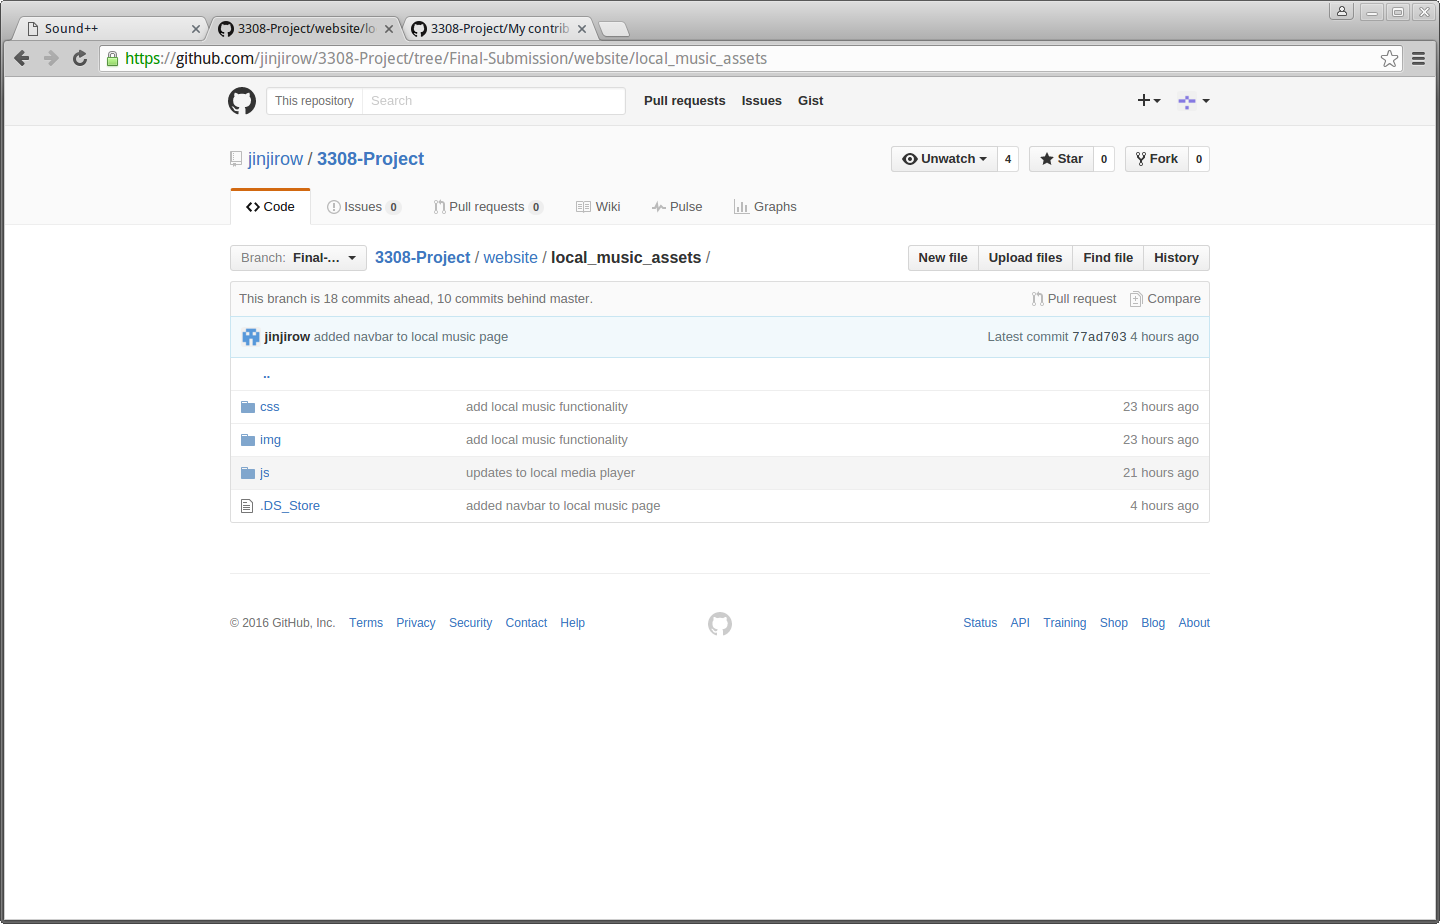 Sound++
3308-Project/website/lo
3308-Project/My contrib
https://github.com/jinjirow/3308-Project/tree/Final-Submission/website/local_music_assets
This repository Search Pull requests Issues Gist
jinjirow / 3308-Project Unwatch 4 Star 0 Fork 0
Code Issues 0 Pull requests 0 Wiki Pulse Graphs
Branch: Final-... 3308-Project / website / local_music_assets / New file Upload files Find file History
This branch is 18 commits ahead, 10 commits behind master. Pull request Compare
jinjirow added navbar to local music page Latest commit 77ad703 4 hours ago
..
css add local music functionality 23 hours ago
img add local music functionality 23 hours ago
js updates to local media player 21 hours ago
.DS_Store added navbar to local music page 4 hours ago
© 2016 GitHub, Inc. Terms Privacy Security Contact Help Status API Training Shop Blog About